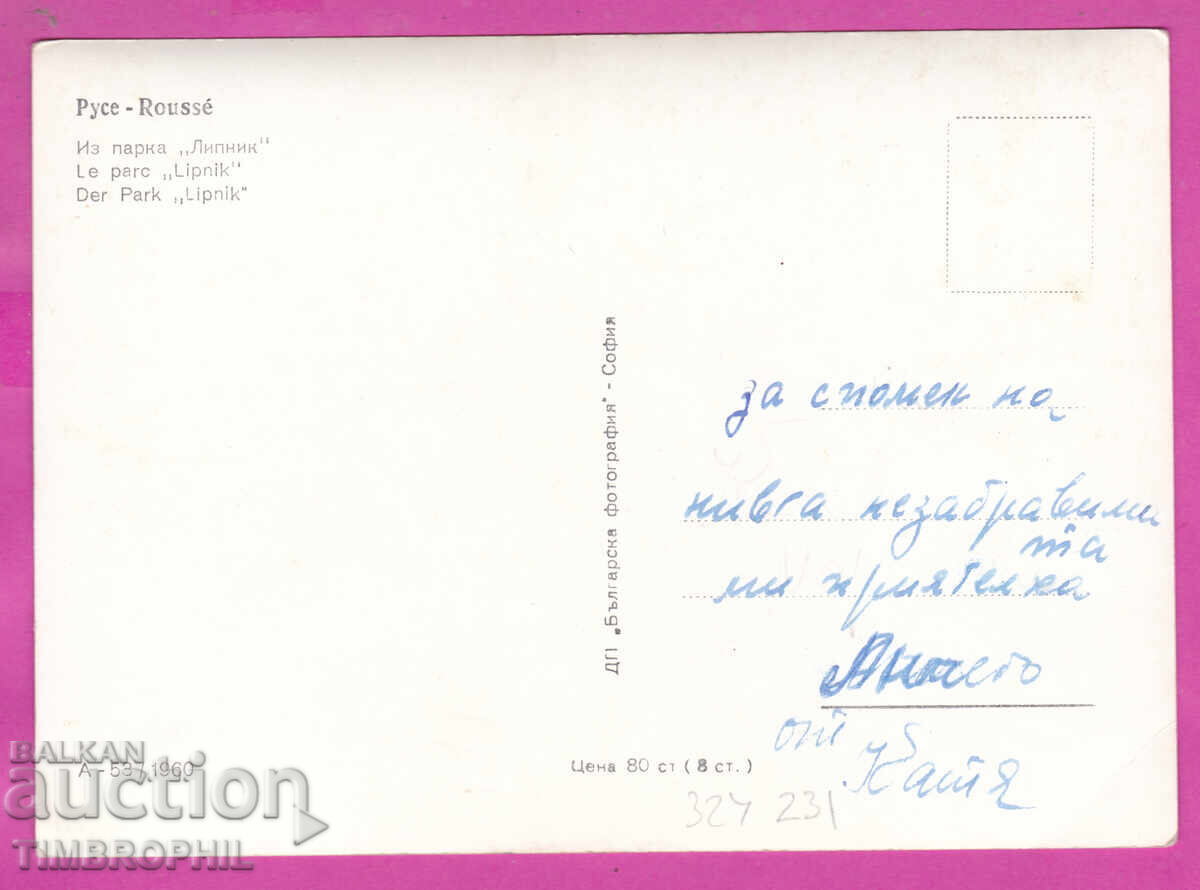 Русе - Roussé
Из парка „Липник“
Le parc „Lipnik“
Der Park „Lipnik“
ДП „Българска фотография“ - София
за спомен на
нивга незабравими
та
ми приятелка
от
Катя
А - 537, 1960
Цена 80 ст (8 ст.)
324 231
BALKAN
auction
TIMBROPHIL